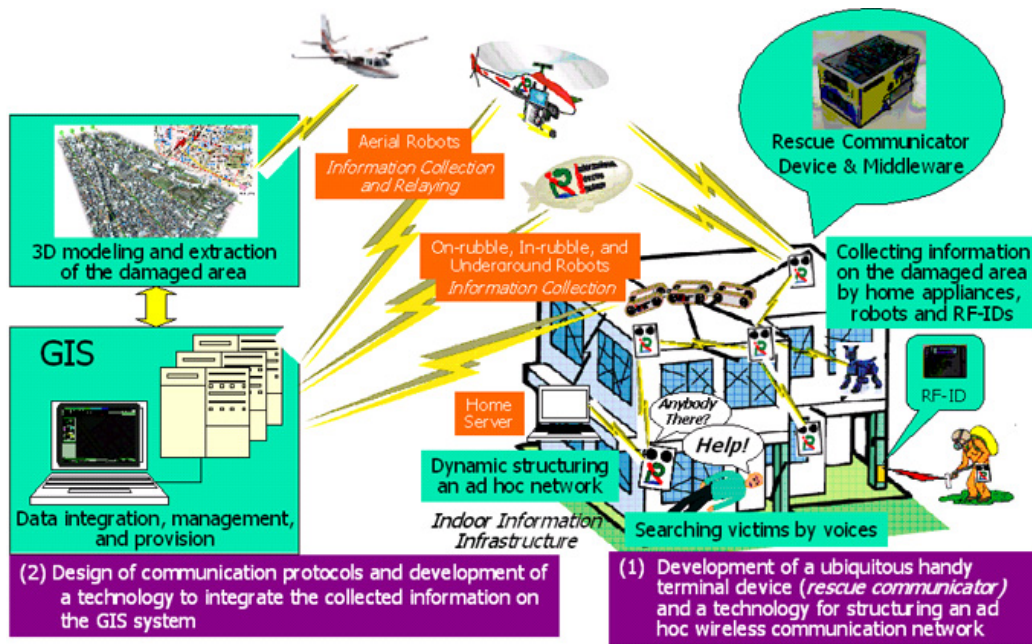 Aerial Robots
Information Collection
and Relaying
Rescue Communicator
Device & Middleware
3D modeling and extraction
of the damaged area
On-rubble, In-rubble, and
Underground Robots
Information Collection
Collecting information
on the damaged area
by home appliances,
robots and RF-IDs
GIS
RF-ID
Home
Server
Anybody
There?
Help!
Dynamic structuring
an ad hoc network
Indoor Information
Infrastructure
Searching victims by voices
Data integration, management,
and provision
(2) Design of communication protocols and development of
a technology to integrate the collected information on
the GIS system
(1) Development of a ubiquitous handy
terminal device (rescue communicator)
and a technology for structuring an ad
hoc wireless communication network